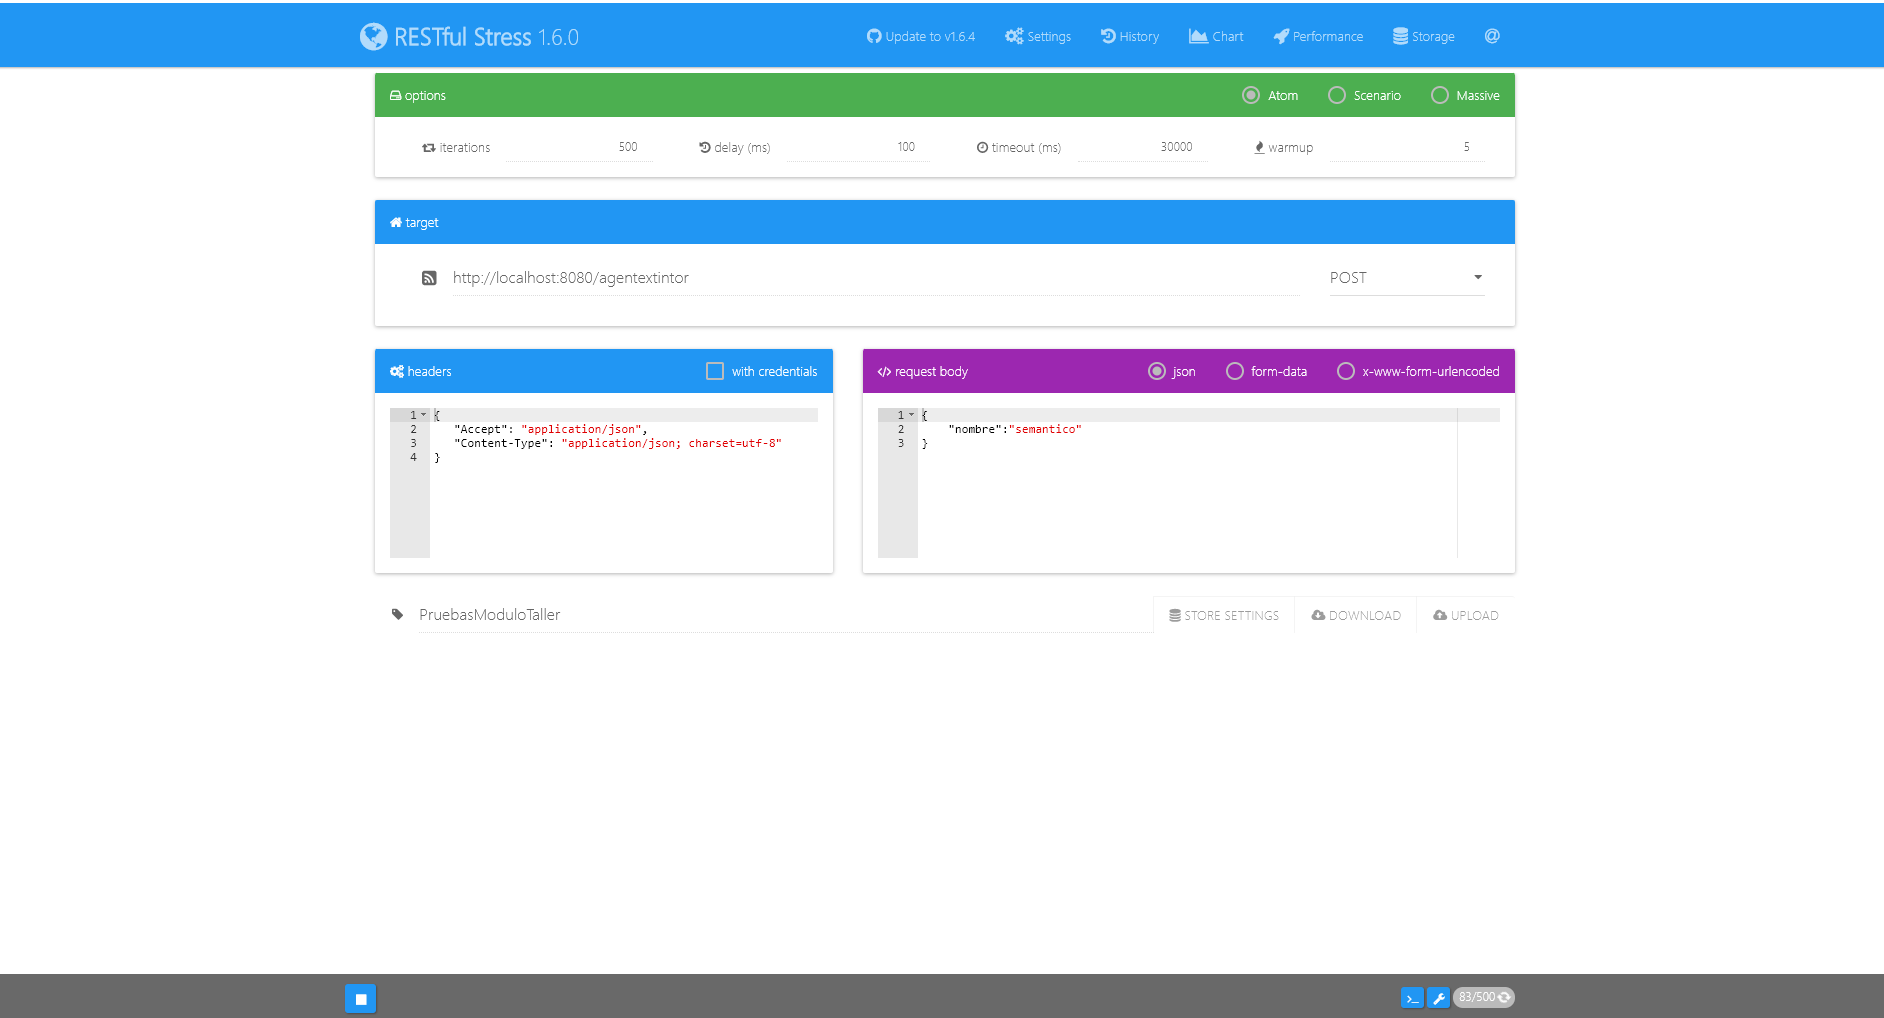 RESTful Stress 1.6.0
Update to v1.6.4 Settings History Chart Performance Storage @
options Atom Scenario Massive
iterations 500 delay (ms) 100 timeout (ms) 30000 warmup 5
target
http://localhost:8080/agentextintor POST
headers with credentials
1 {
2 "Accept": "application/json",
3 "Content-Type": "application/json; charset=utf-8"
4 }
request body json form-data x-www-form-urlencoded
1 {
2 "nombre":"semantico"
3 }
PruebasModuloTaller STORE SETTINGS DOWNLOAD UPLOAD
83/500